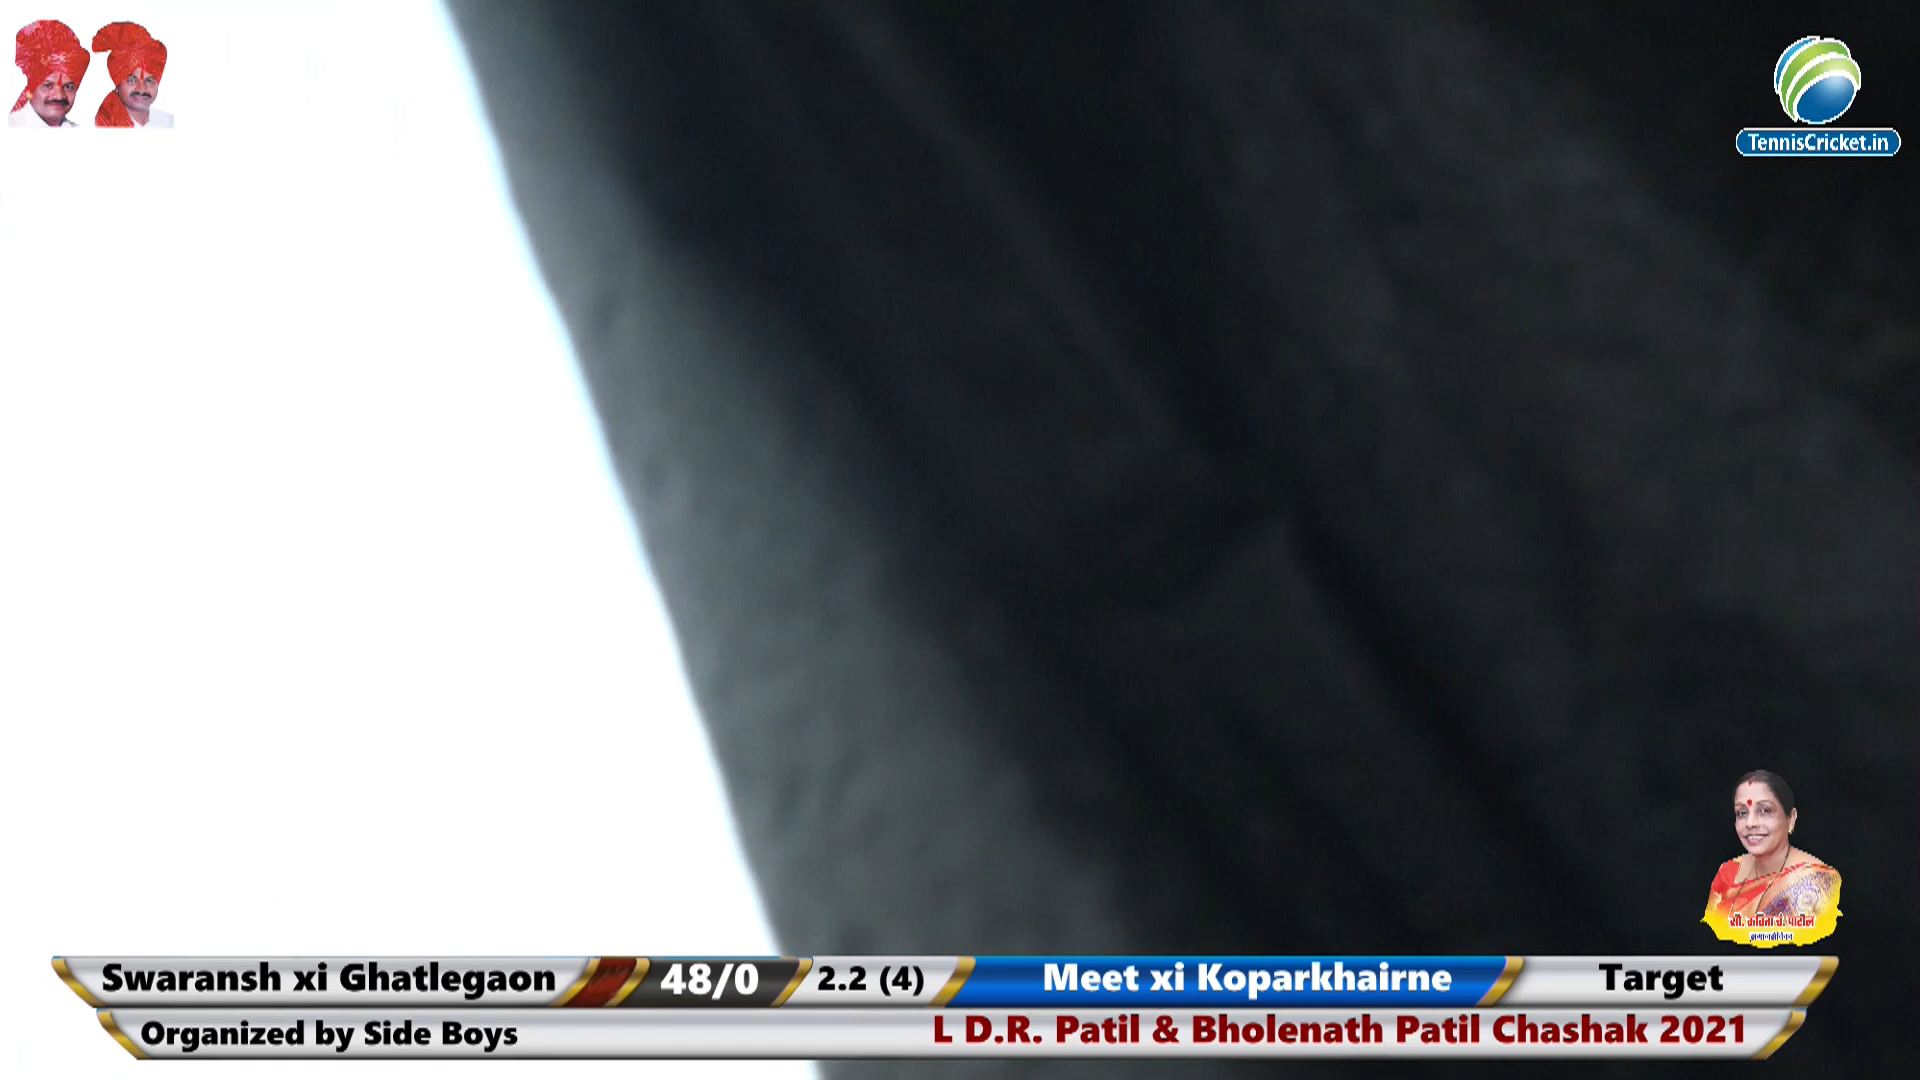 TennisCricket.in
सौ. कविता चं. पाटील
Swaransh xi Ghatlegaon 48/0 2.2 (4) Meet xi Koparkhairne Target
Organized by Side Boys L D.R. Patil & Bholenath Patil Chashak 2021